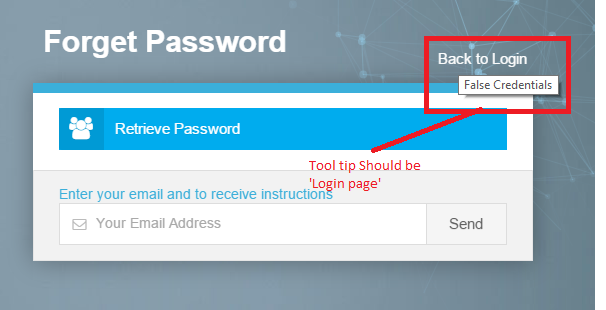 Forget Password
Back to Login
False Credentials
Retrieve Password
Tool tip Should be
'Login page'
Enter your email and to receive instructions
Your Email Address
Send